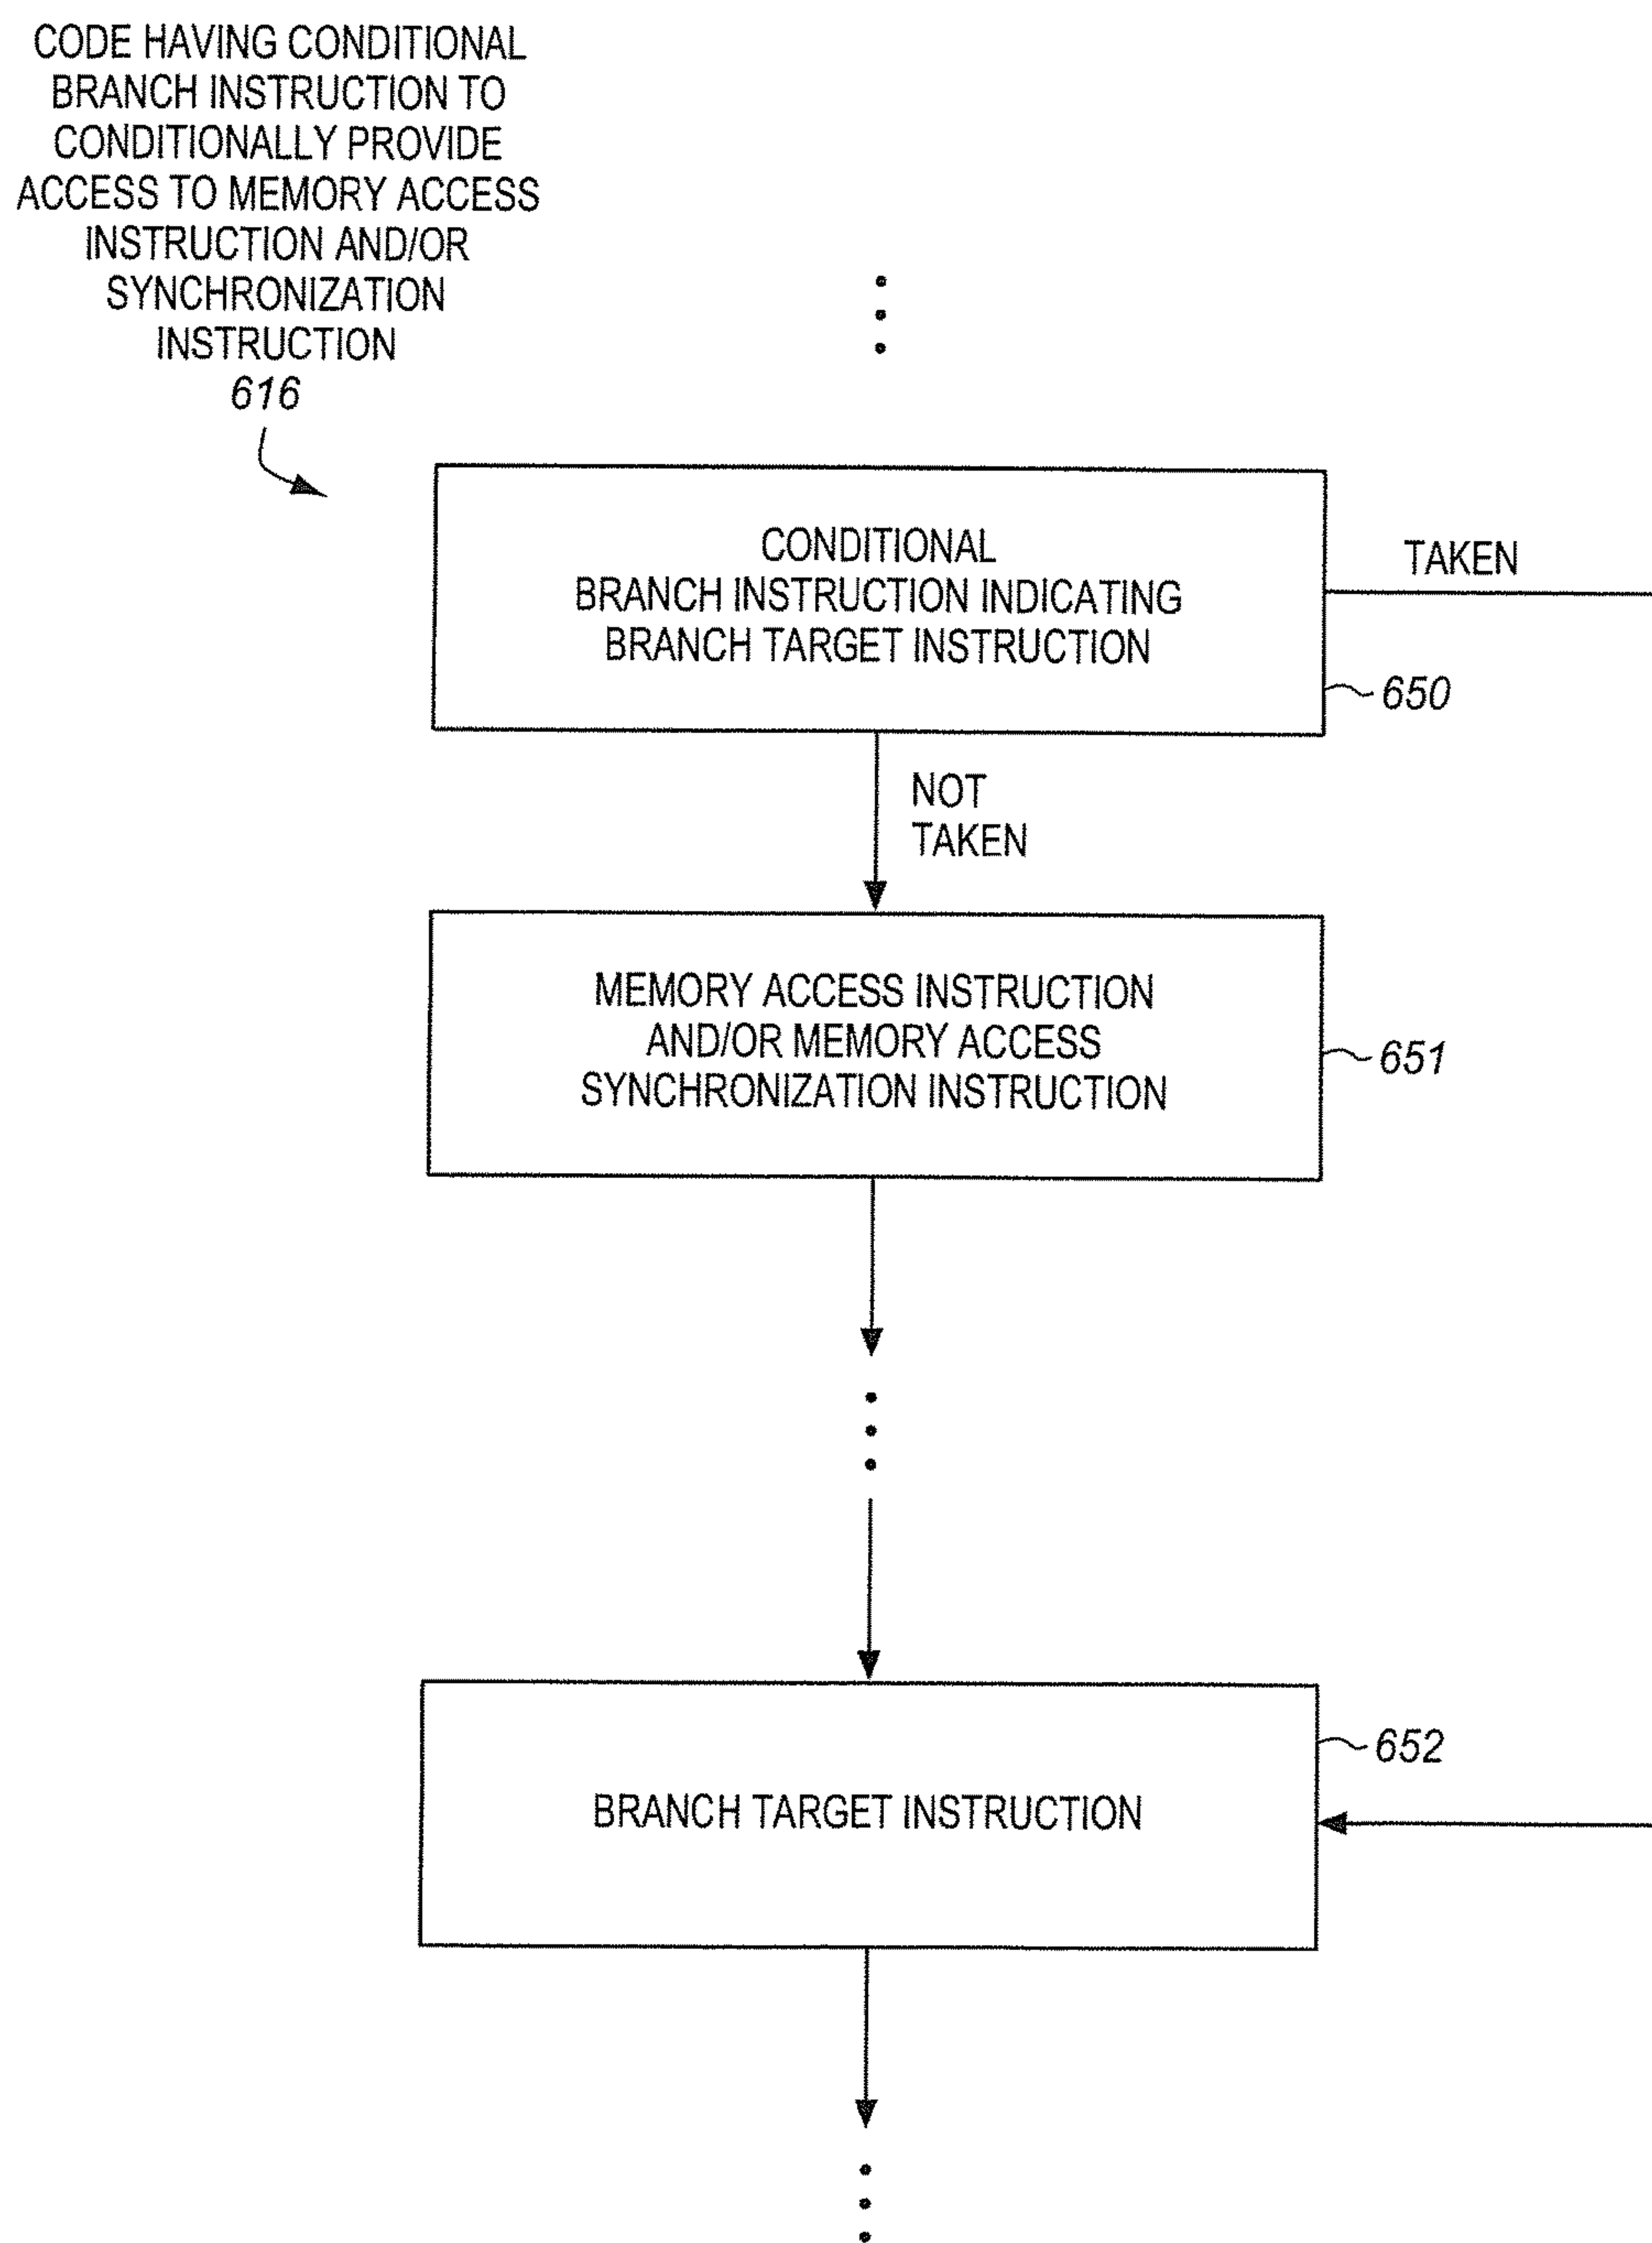 CODE HAVING CONDITIONAL
BRANCH INSTRUCTION TO
CONDITIONALLY PROVIDE
ACCESS TO MEMORY ACCESS
INSTRUCTION AND/OR
SYNCHRONIZATION
INSTRUCTION
616
CONDITIONAL
BRANCH INSTRUCTION INDICATING
BRANCH TARGET INSTRUCTION
TAKEN
650
NOT
TAKEN
MEMORY ACCESS INSTRUCTION
AND/OR MEMORY ACCESS
SYNCHRONIZATION INSTRUCTION
651
652
BRANCH TARGET INSTRUCTION